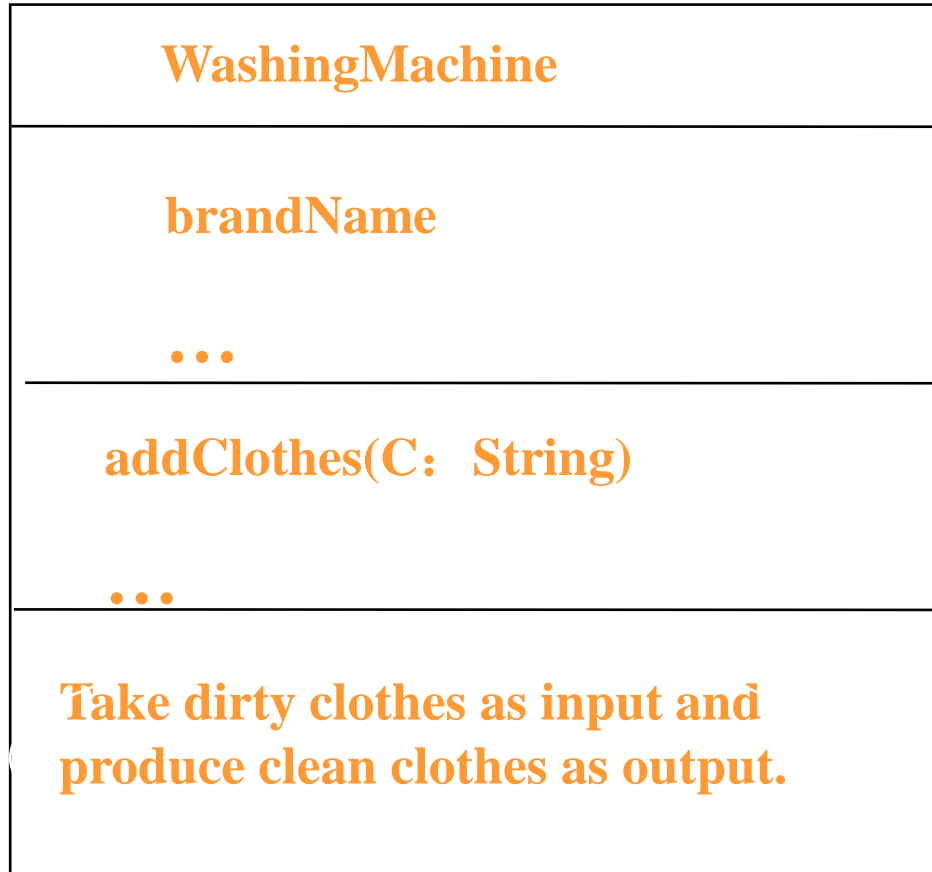 WashingMachine
brandName
…
addClothes(C：String)
…
Take dirty clothes as input and
produce clean clothes as output.